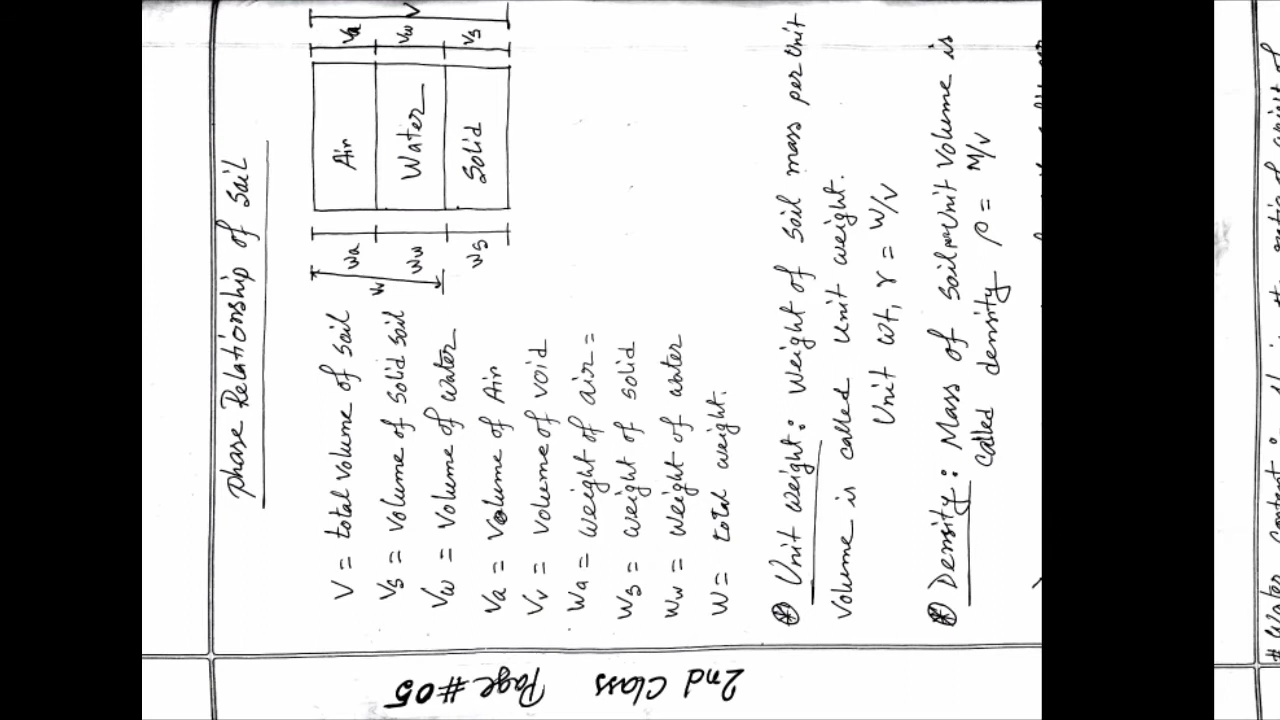 2nd Class Page #05
Phase Relationship of Soil
V = total volume of soil
Vs = Volume of Solid Soil
Vw = Volume of Water
Va = Volume of Air
Vv = Volume of void
Wa = weight of air =
Ws = weight of solid
Ww = weight of water
W = total weight.
Wa
Ww
Ws
W
Air
Water
Solid
Va
Vw
Vs
V
Unit weight: Weight of Soil mass per unit
Volume is called unit weight.
Unit wt, γ = W/V
Density: Mass of Soil per Unit Volume is
called density ρ = M/V